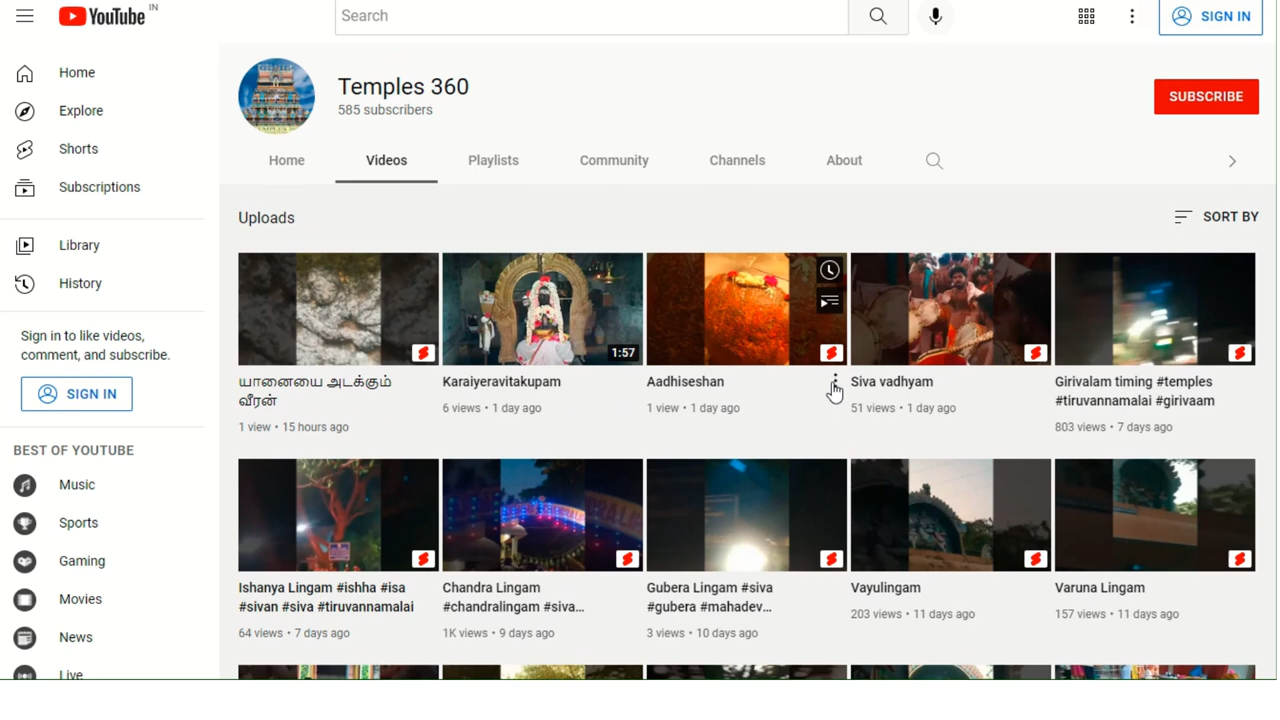 YouTube IN
Search
SIGN IN
Home
Explore
Shorts
Subscriptions
Library
History
Sign in to like videos,
comment, and subscribe.
SIGN IN
BEST OF YOUTUBE
Music
Sports
Gaming
Movies
News
Live
Temples 360
585 subscribers
SUBSCRIBE
Home Videos Playlists Community Channels About
Uploads
SORT BY
யானையை அடக்கும்
வீரன்
1 view • 15 hours ago
1:57
Karaiyeravitakupam
6 views • 1 day ago
Aadhiseshan
1 view • 1 day ago
Siva vadhyam
51 views • 1 day ago
Girivalam timing #temples
#tiruvannamalai #girivaam
803 views • 7 days ago
Ishanya Lingam #ishha #isa
#sivan #siva #tiruvannamalai
64 views • 7 days ago
Chandra Lingam
#chandralingam #siva...
1K views • 9 days ago
Gubera Lingam #siva
#gubera #mahadev...
3 views • 10 days ago
Vayulingam
203 views • 11 days ago
Varuna Lingam
157 views • 11 days ago